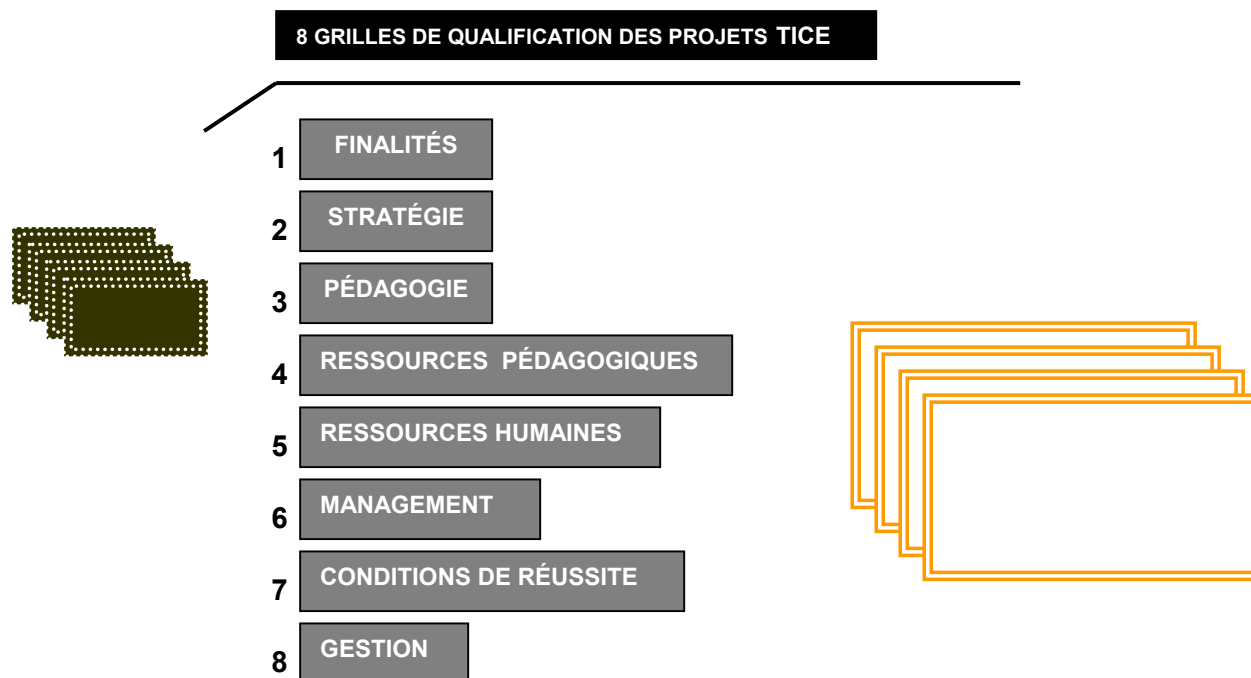 8 GRILLES DE QUALIFICATION DES PROJETS TICE
1 FINALITÉS
2 STRATÉGIE
3 PÉDAGOGIE
4 RESSOURCES PÉDAGOGIQUES
5 RESSOURCES HUMAINES
6 MANAGEMENT
7 CONDITIONS DE RÉUSSITE
8 GESTION